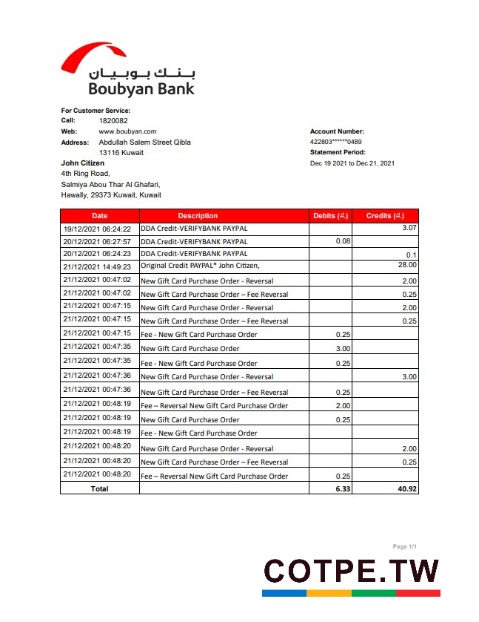 بنك بوبيان
Boubyan Bank
For Customer Service:
Call: 1820082
Web: www.boubyan.com
Address: Abdullah Salem Street Qibla
13116 Kuwait
Account Number:
422803******0489
Statement Period:
Dec 19 2021 to Dec 21, 2021
John Citizen
4th Ring Road,
Salmiya Abou Thar Al Ghafari,
Hawally, 29373 Kuwait, Kuwait
Date Description Debits (د.ك) Credits (د.ك)
19/12/2021 06:24:22 DDA Credit-VERIFYBANK PAYPAL 3.07
20/12/2021 06:27:57 DDA Credit-VERIFYBANK PAYPAL 0.08
20/12/2021 06:24:23 DDA Credit-VERIFYBANK PAYPAL 0.1
21/12/2021 14:49:23 Original Credit PAYPAL* John Citizen, 28.00
21/12/2021 00:47:02 New Gift Card Purchase Order - Reversal 2.00
21/12/2021 00:47:02 New Gift Card Purchase Order – Fee Reversal 0.25
21/12/2021 00:47:15 New Gift Card Purchase Order - Reversal 2.00
21/12/2021 00:47:15 New Gift Card Purchase Order – Fee Reversal 0.25
21/12/2021 00:47:15 Fee - New Gift Card Purchase Order 0.25
21/12/2021 00:47:35 New Gift Card Purchase Order 3.00
21/12/2021 00:47:35 Fee - New Gift Card Purchase Order 0.25
21/12/2021 00:47:36 New Gift Card Purchase Order - Reversal 3.00
21/12/2021 00:47:36 New Gift Card Purchase Order – Fee Reversal 0.25
21/12/2021 00:48:19 Fee – Reversal New Gift Card Purchase Order 2.00
21/12/2021 00:48:19 New Gift Card Purchase Order 0.25
21/12/2021 00:48:19 Fee - New Gift Card Purchase Order
21/12/2021 00:48:20 New Gift Card Purchase Order - Reversal 2.00
21/12/2021 00:48:20 New Gift Card Purchase Order – Fee Reversal 0.25
21/12/2021 00:48:20 Fee – Reversal New Gift Card Purchase Order 0.25
Total 6.33 40.92
Page 1/1
COTPE.TW